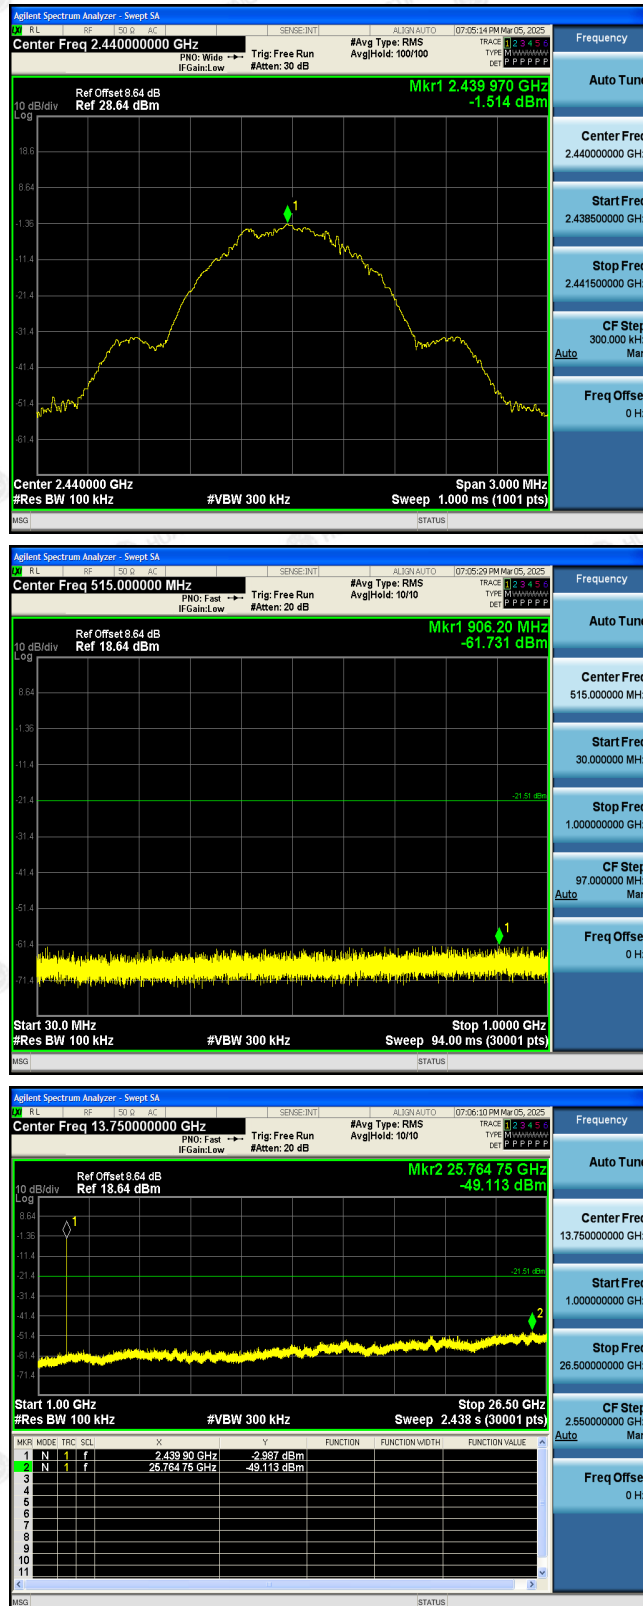 Agilent Spectrum Analyzer - Swept SA
LXI RL RF 50 Ω AC SENSE:INT ALIGN AUTO 07:05:14 PM Mar 05, 2025
Center Freq 2.440000000 GHz
PNO: Wide
IFGain:Low
Trig: Free Run
#Atten: 30 dB
#Avg Type: RMS
Avg|Hold: 100/100
TRACE 1 2 3 4 5 6
TYPE M
DET P P P P P P
Ref Offset 8.64 dB
Ref 28.64 dBm
Mkr1 2.439 970 GHz
-1.514 dBm
10 dB/div
Log
18.6
8.64
1
-1.36
-11.4
-21.4
-31.4
-41.4
-51.4
-61.4
Center 2.440000 GHz
Span 3.000 MHz
#Res BW 100 kHz
#VBW 300 kHz
Sweep 1.000 ms (1001 pts)
MSG
STATUS
Frequency
Auto Tune
Center Freq
2.440000000 GHz
Start Freq
2.438500000 GHz
Stop Freq
2.441500000 GHz
CF Step
300.000 kHz
Auto Man
Freq Offset
0 Hz
Agilent Spectrum Analyzer - Swept SA
LXI RL RF 50 Ω AC SENSE:INT ALIGN AUTO 07:05:29 PM Mar 05, 2025
Center Freq 515.000000 MHz
PNO: Fast
IFGain:Low
Trig: Free Run
#Atten: 20 dB
#Avg Type: RMS
Avg|Hold: 10/10
TRACE 1 2 3 4 5 6
TYPE M
DET P P P P P P
Ref Offset 8.64 dB
Ref 18.64 dBm
Mkr1 906.20 MHz
-61.731 dBm
10 dB/div
Log
8.64
-1.36
-11.4
-21.4
-21.51 dBm
-31.4
-41.4
-51.4
1
-61.4
-71.4
Start 30.0 MHz
Stop 1.0000 GHz
#Res BW 100 kHz
#VBW 300 kHz
Sweep 94.00 ms (30001 pts)
MSG
STATUS
Frequency
Auto Tune
Center Freq
515.000000 MHz
Start Freq
30.000000 MHz
Stop Freq
1.000000000 GHz
CF Step
97.000000 MHz
Auto Man
Freq Offset
0 Hz
Agilent Spectrum Analyzer - Swept SA
LXI RL RF 50 Ω AC SENSE:INT ALIGN AUTO 07:06:10 PM Mar 05, 2025
Center Freq 13.750000000 GHz
PNO: Fast
IFGain:Low
Trig: Free Run
#Atten: 20 dB
#Avg Type: RMS
Avg|Hold: 10/10
TRACE 1 2 3 4 5 6
TYPE M
DET P P P P P P
Ref Offset 8.64 dB
Ref 18.64 dBm
Mkr2 25.764 75 GHz
-49.113 dBm
10 dB/div
Log
8.64
1
-1.36
-11.4
-21.4
-21.51 dBm
-31.4
-41.4
2
-51.4
-61.4
-71.4
Start 1.00 GHz
Stop 26.50 GHz
#Res BW 100 kHz
#VBW 300 kHz
Sweep 2.438 s (30001 pts)
MKR MODE TRC SCL X Y FUNCTION FUNCTION WIDTH FUNCTION VALUE
1 N 1 f 2.439 90 GHz -2.987 dBm
2 N 1 f 25.764 75 GHz -49.113 dBm
3
4
5
6
7
8
9
10
11
MSG
STATUS
Frequency
Auto Tune
Center Freq
13.750000000 GHz
Start Freq
1.000000000 GHz
Stop Freq
26.500000000 GHz
CF Step
2.550000000 GHz
Auto Man
Freq Offset
0 Hz